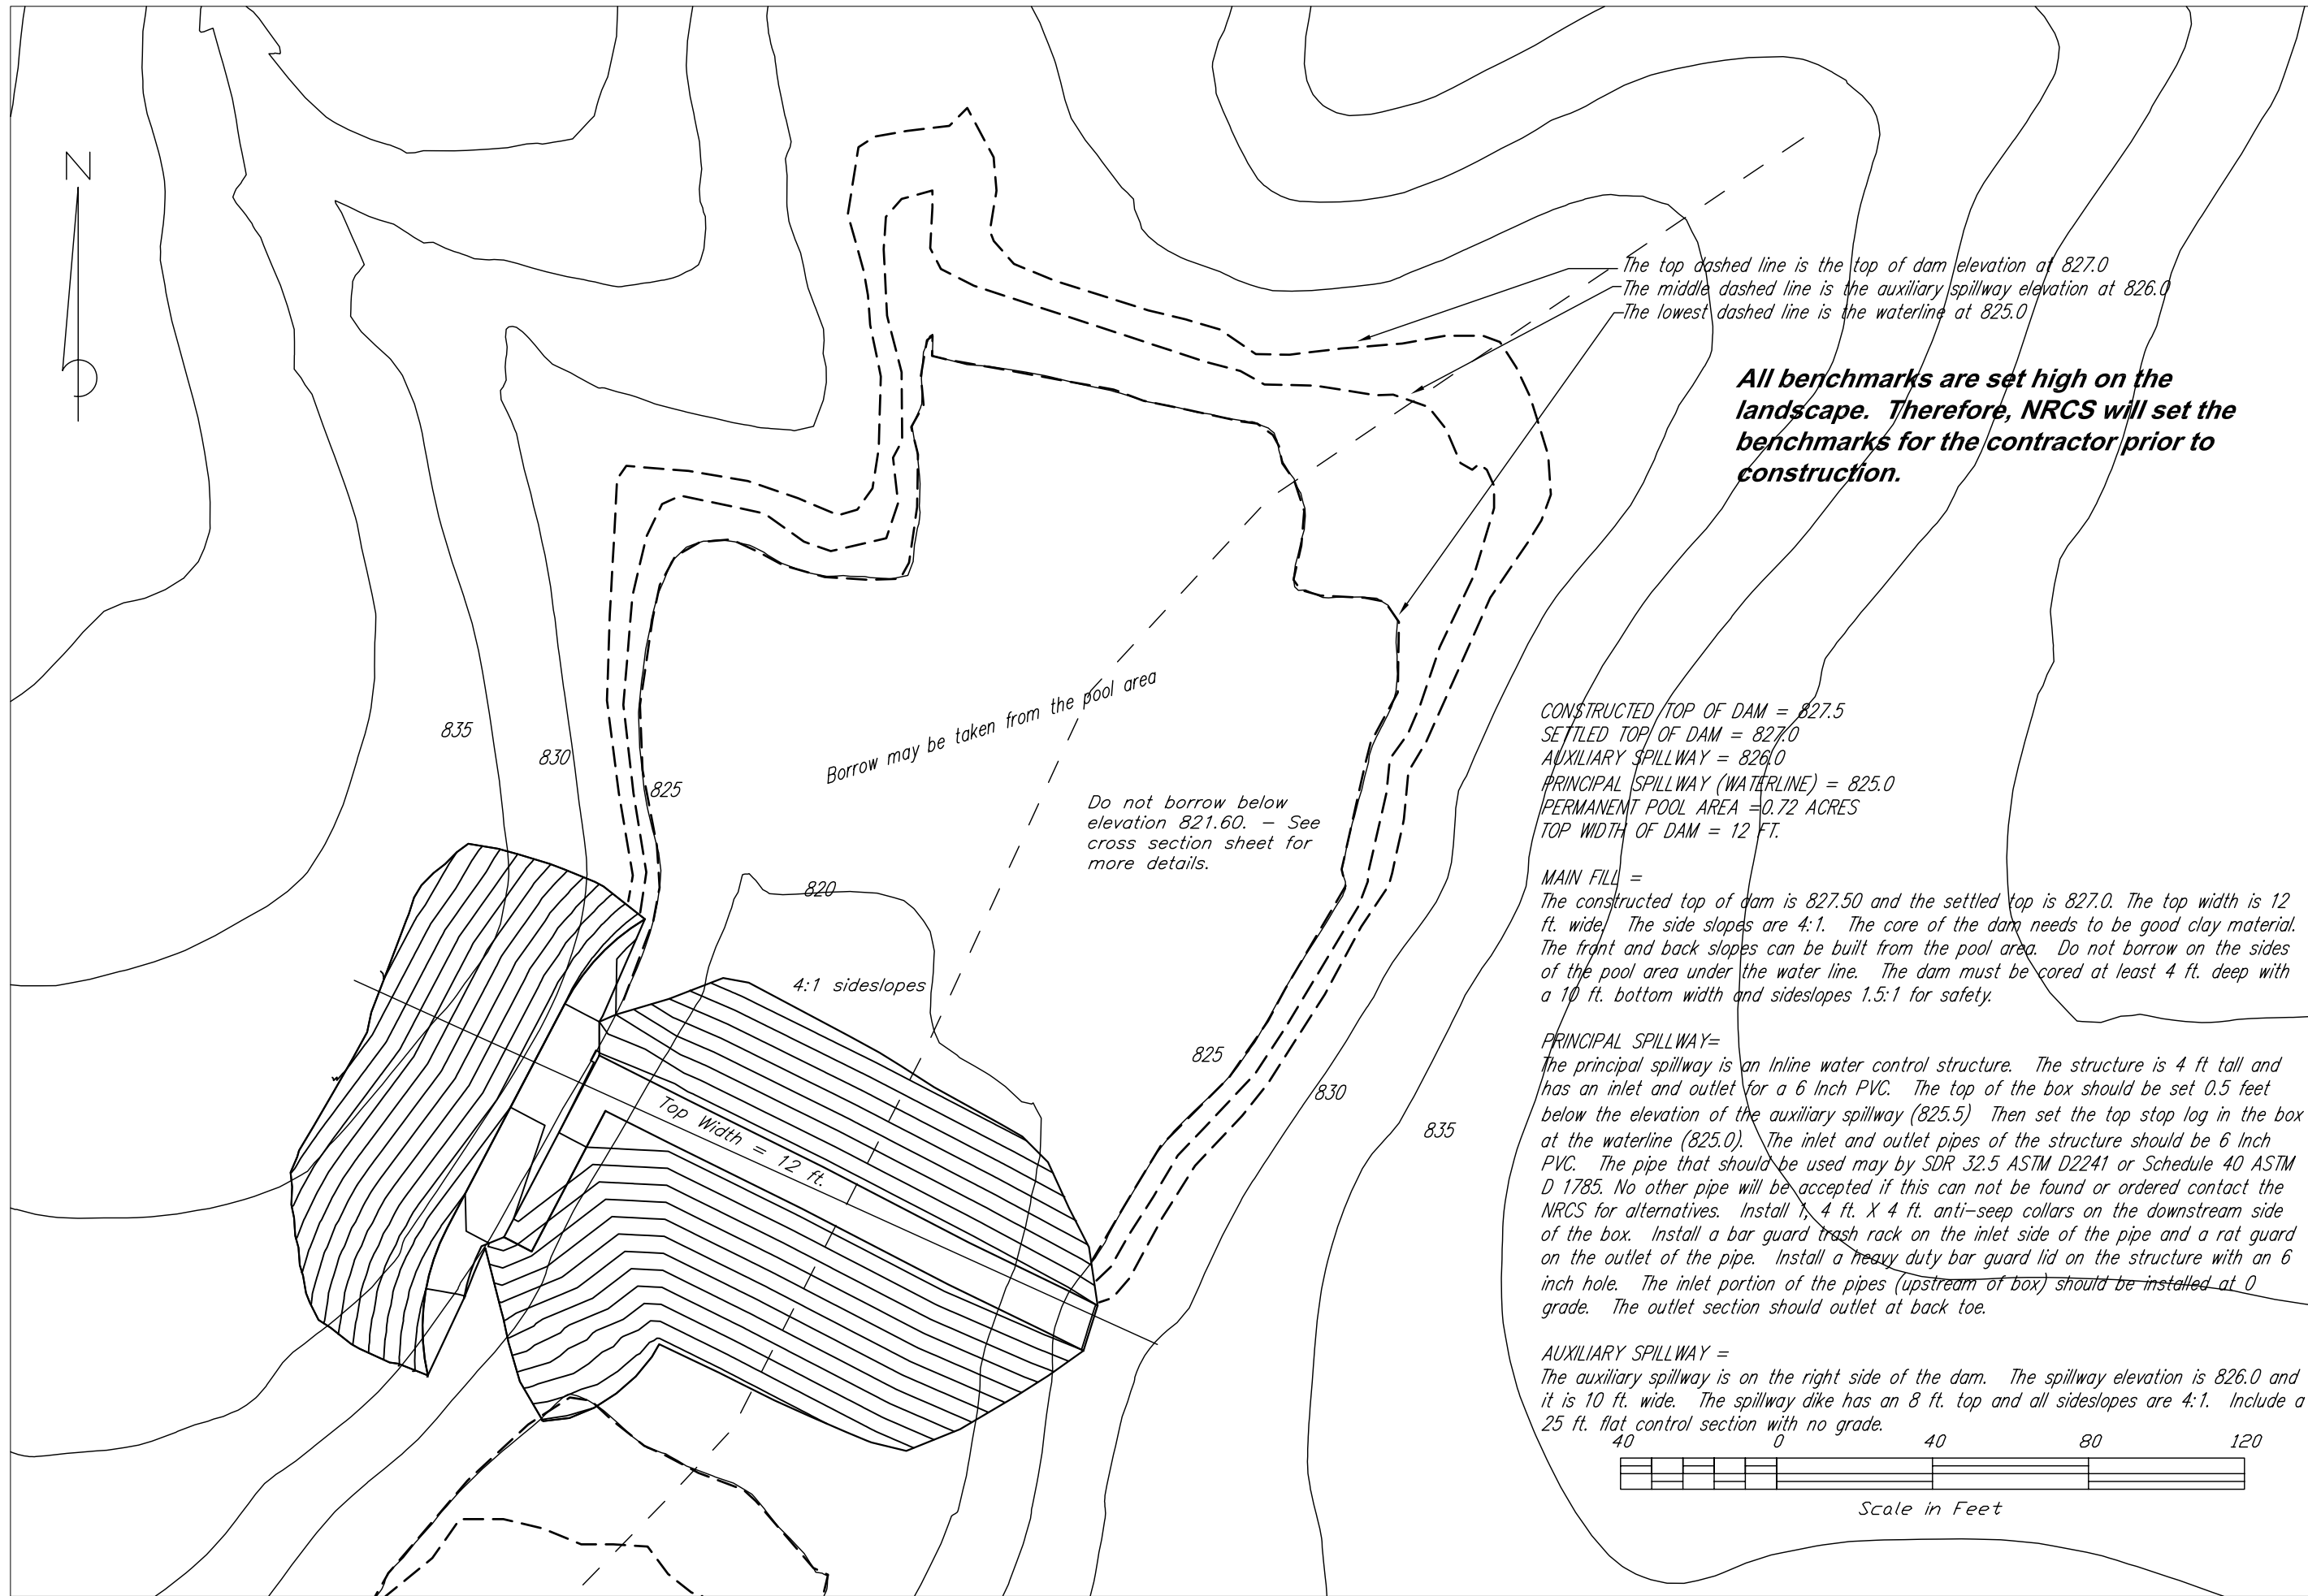 N
The top dashed line is the top of dam elevation at 827.0
The middle dashed line is the auxiliary spillway elevation at 826.0
The lowest dashed line is the waterline at 825.0
All benchmarks are set high on the
landscape. Therefore, NRCS will set the
benchmarks for the contractor prior to
construction.
Borrow may be taken from the pool area
835
830
825
820
Do not borrow below
elevation 821.60. – See
cross section sheet for
more details.
4:1 sideslopes
Top Width = 12 ft.
825
830
835
CONSTRUCTED TOP OF DAM = 827.5
SETTLED TOP OF DAM = 827.0
AUXILIARY SPILLWAY = 826.0
PRINCIPAL SPILLWAY (WATERLINE) = 825.0
PERMANENT POOL AREA =0.72 ACRES
TOP WIDTH OF DAM = 12 FT.
MAIN FILL =
The constructed top of dam is 827.50 and the settled top is 827.0. The top width is 12
ft. wide. The side slopes are 4:1. The core of the dam needs to be good clay material.
The front and back slopes can be built from the pool area. Do not borrow on the sides
of the pool area under the water line. The dam must be cored at least 4 ft. deep with
a 10 ft. bottom width and sideslopes 1.5:1 for safety.
PRINCIPAL SPILLWAY=
The principal spillway is an Inline water control structure. The structure is 4 ft tall and
has an inlet and outlet for a 6 Inch PVC. The top of the box should be set 0.5 feet
below the elevation of the auxiliary spillway (825.5) Then set the top stop log in the box
at the waterline (825.0). The inlet and outlet pipes of the structure should be 6 Inch
PVC. The pipe that should be used may by SDR 32.5 ASTM D2241 or Schedule 40 ASTM
D 1785. No other pipe will be accepted if this can not be found or ordered contact the
NRCS for alternatives. Install 1, 4 ft. X 4 ft. anti-seep collars on the downstream side
of the box. Install a bar guard trash rack on the inlet side of the pipe and a rat guard
on the outlet of the pipe. Install a heavy duty bar guard lid on the structure with an 6
inch hole. The inlet portion of the pipes (upstream of box) should be installed at 0
grade. The outlet section should outlet at back toe.
AUXILIARY SPILLWAY =
The auxiliary spillway is on the right side of the dam. The spillway elevation is 826.0 and
it is 10 ft. wide. The spillway dike has an 8 ft. top and all sideslopes are 4:1. Include a
25 ft. flat control section with no grade.
40 0 40 80 120
Scale in Feet